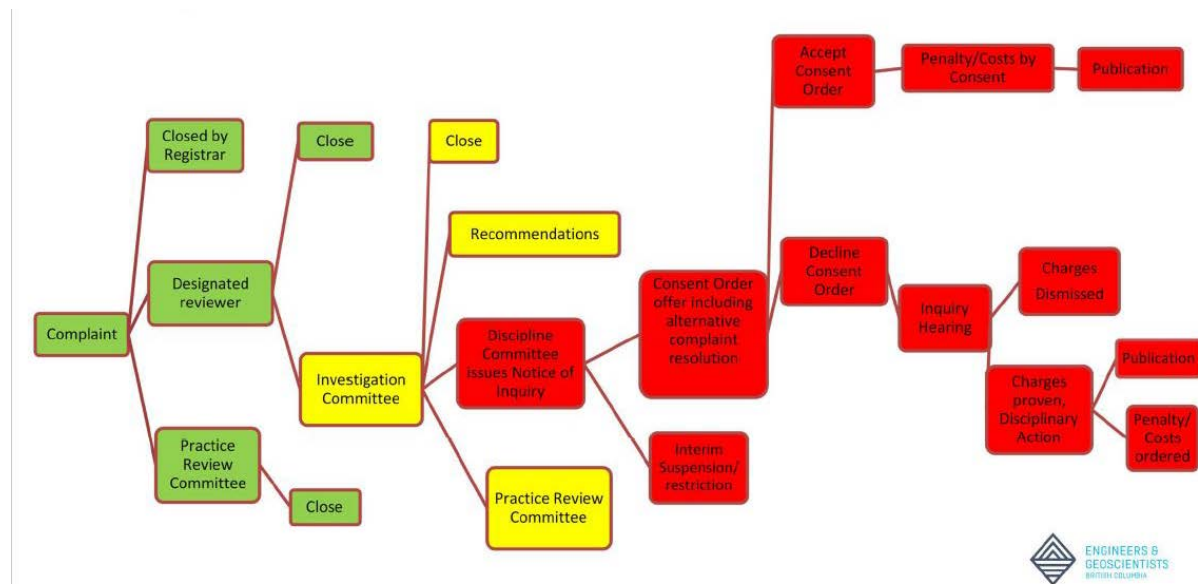 Complaint
Closed by
Registrar
Designated
reviewer
Practice
Review
Committee
Close
Close
Investigation
Committee
Close
Recommendations
Discipline
Committee
issues Notice of
Inquiry
Practice Review
Committee
Consent Order
offer including
alternative
complaint
resolution
Interim
Suspension/
restriction
Accept
Consent
Order
Penalty/Costs by
Consent
Publication
Decline
Consent
Order
Inquiry
Hearing
Charges
Dismissed
Charges
proven,
Disciplinary
Action
Publication
Penalty/
Costs
ordered
ENGINEERS &
GEOSCIENTISTS
BRITISH COLUMBIA